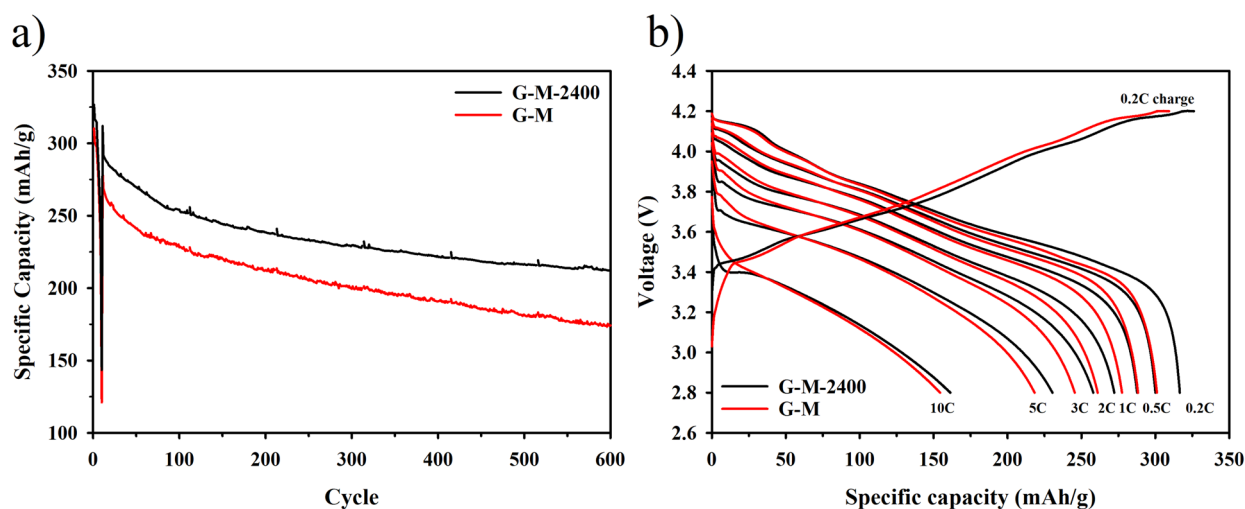 a)
350
300
250
200
150
100
Specific Capacity (mAh/g)
G-M-2400
G-M
0 100 200 300 400 500 600
Cycle
b)
4.4
4.2
4.0
3.8
3.6
3.4
3.2
3.0
2.8
2.6
Voltage (V)
0.2C charge
G-M-2400
G-M
10C 5C 3C 2C 1C 0.5C 0.2C
0 50 100 150 200 250 300 350
Specific capacity (mAh/g)